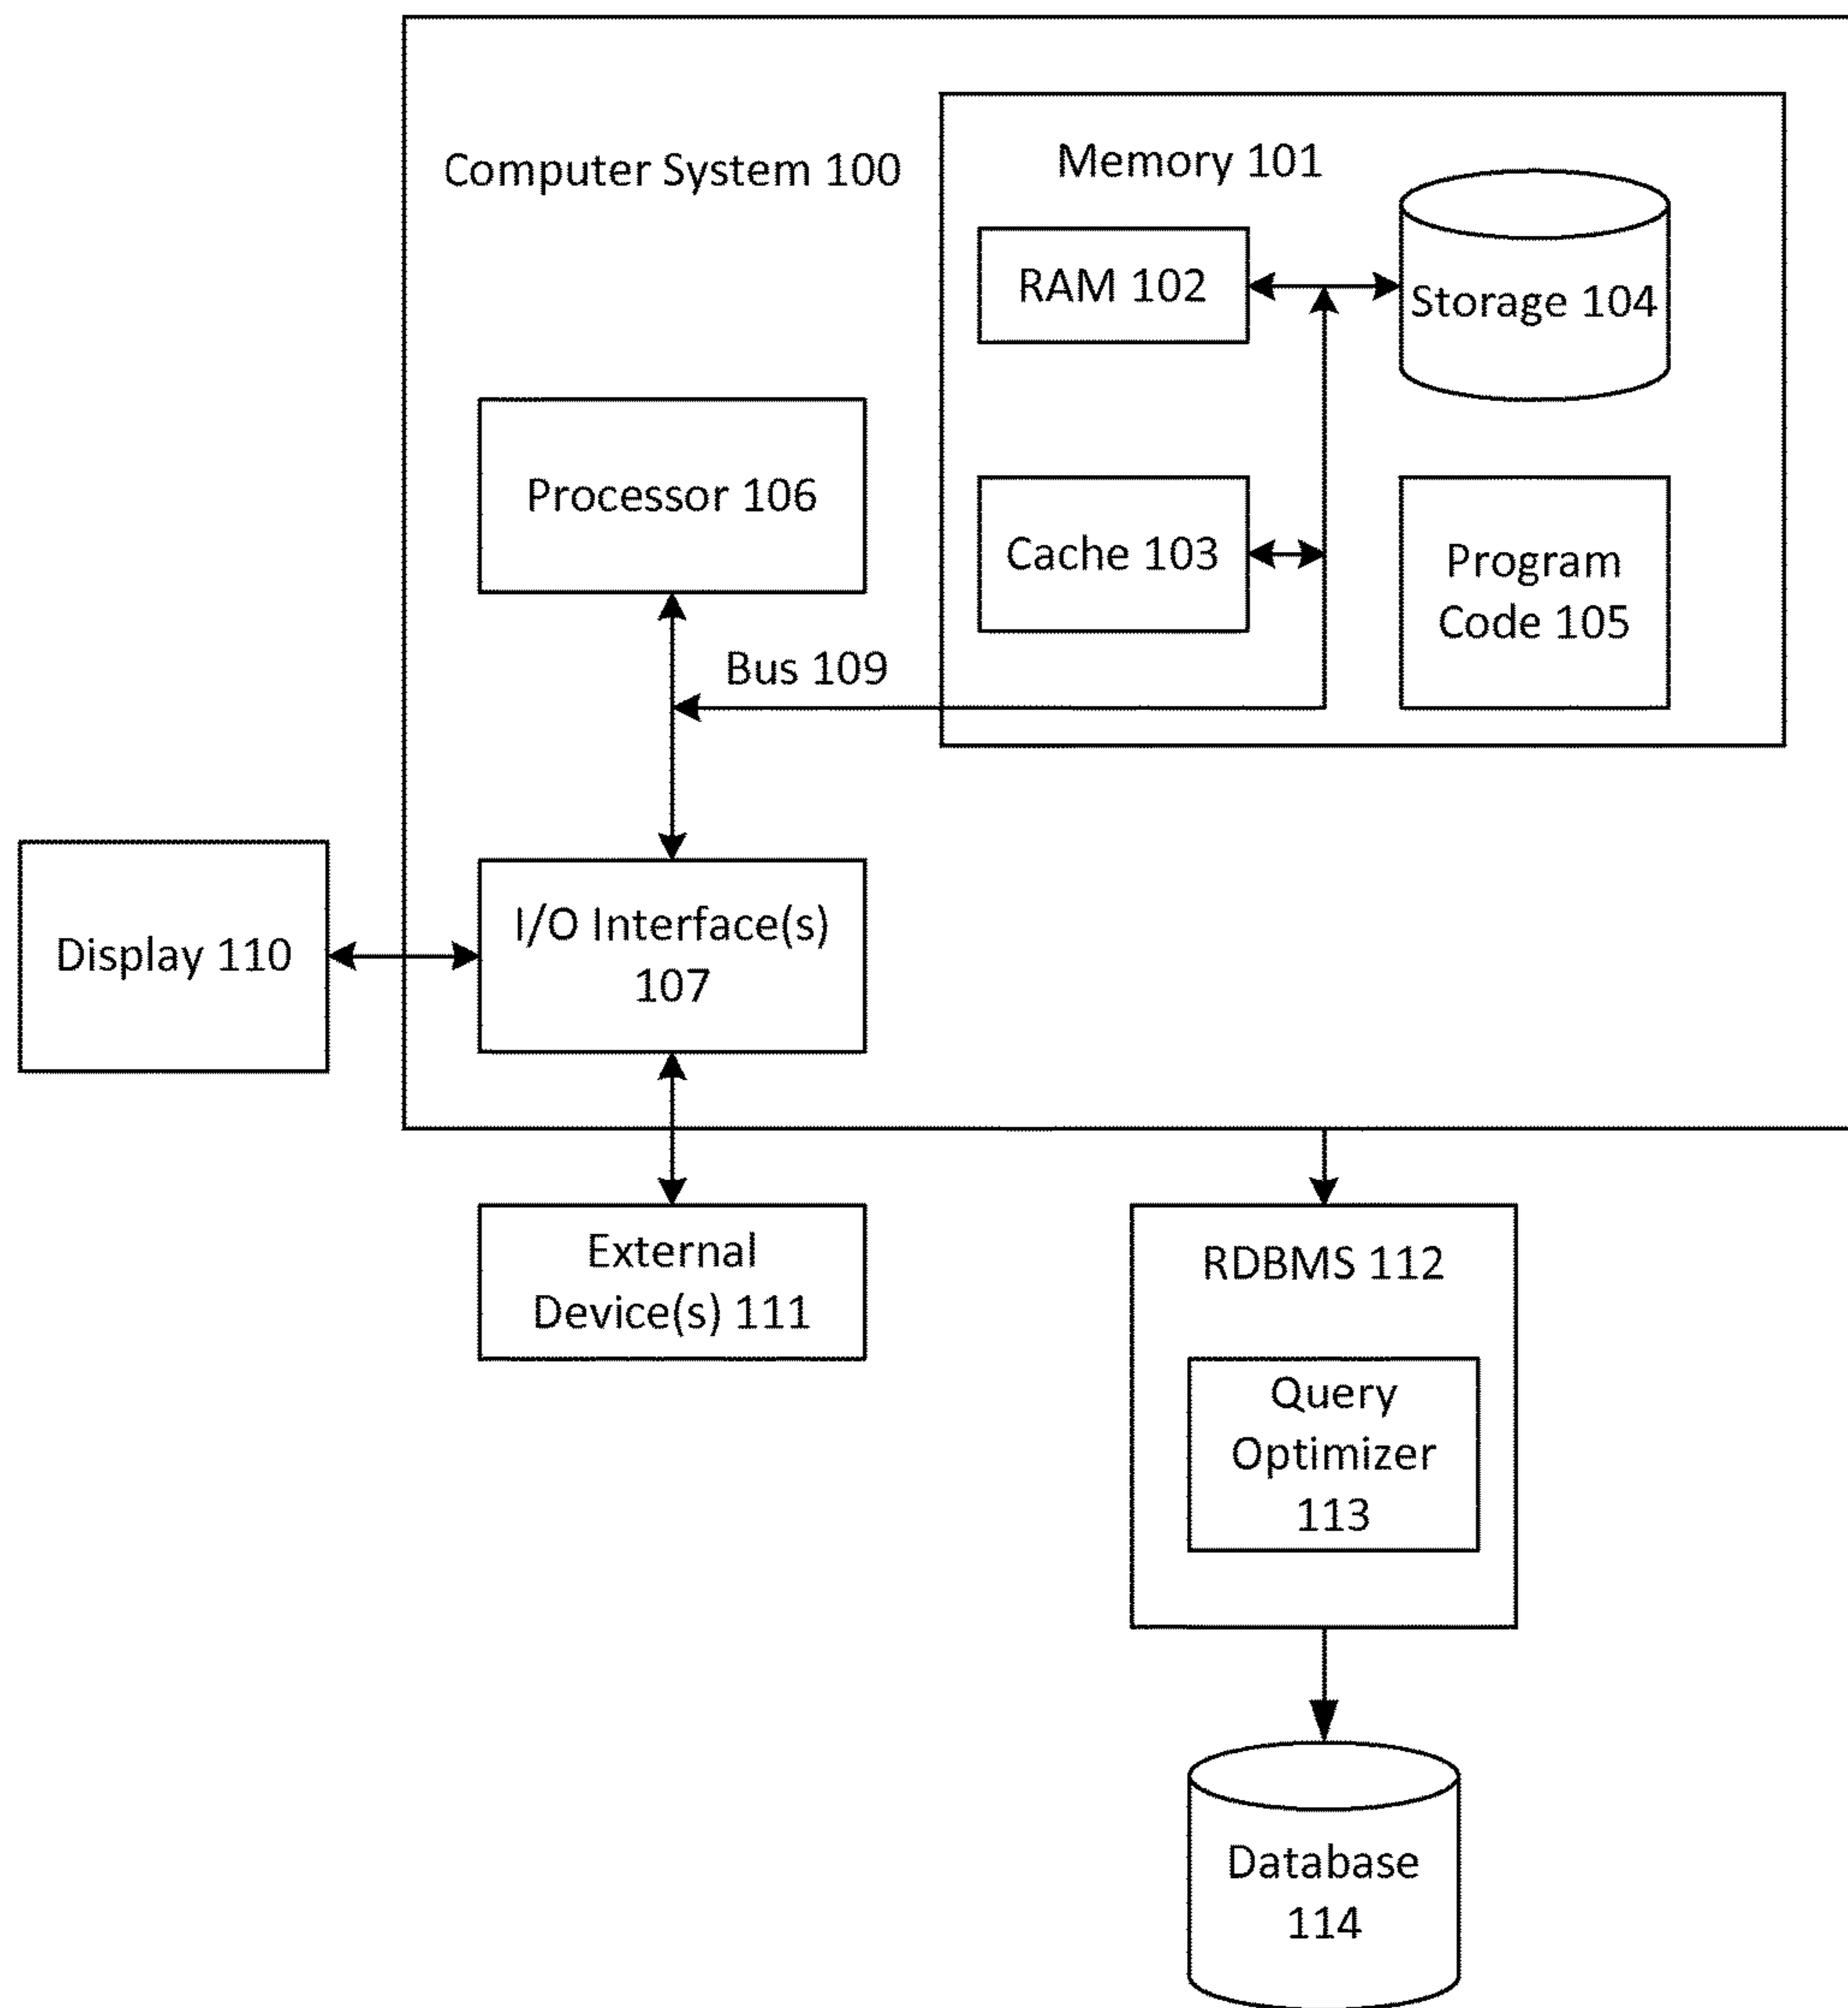 Computer System 100
Memory 101
RAM 102
Storage 104
Processor 106
Cache 103
Program
Code 105
Bus 109
Display 110
I/O Interface(s)
107
External
Device(s) 111
RDBMS 112
Query
Optimizer
113
Database
114